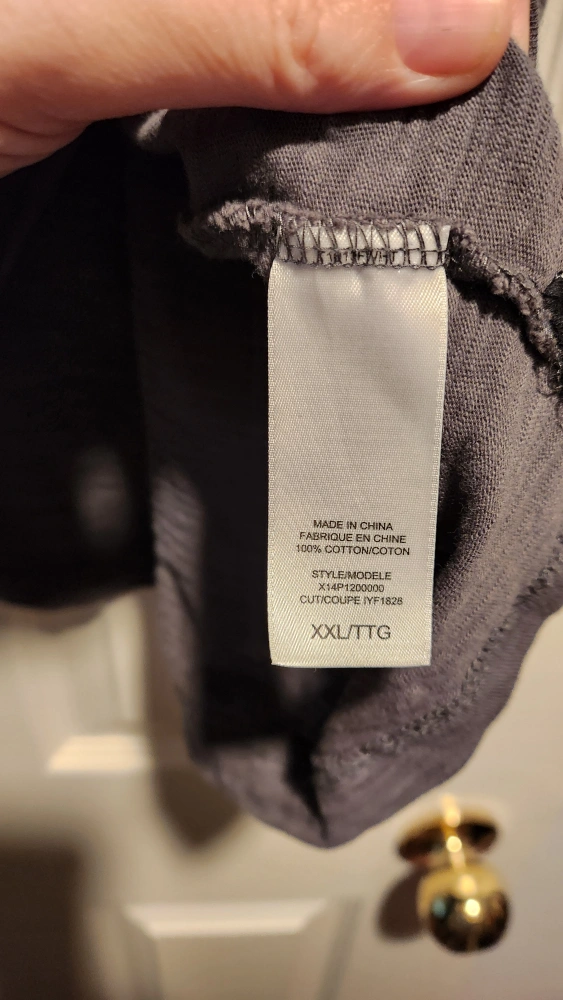 MADE IN CHINA
FABRIQUE EN CHINE
100% COTTON/COTON
STYLE/MODELE
X14P1200000
CUT/COUPE IYF1828
XXL/TTG